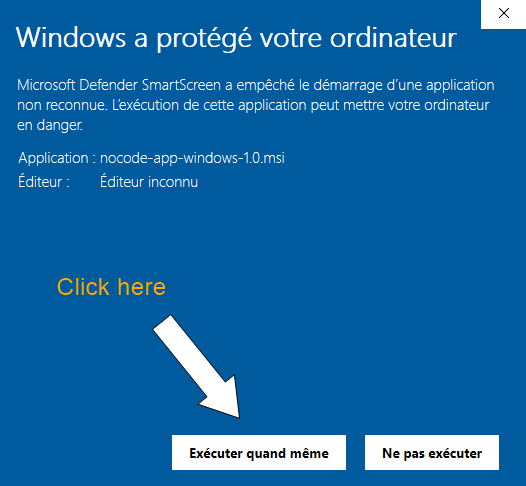 Windows a protégé votre ordinateur
Microsoft Defender SmartScreen a empêché le démarrage d’une application
non reconnue. L’exécution de cette application peut mettre votre ordinateur
en danger.
Application : nocode-app-windows-1.0.msi
Éditeur : Éditeur inconnu
Click here
Exécuter quand même
Ne pas exécuter